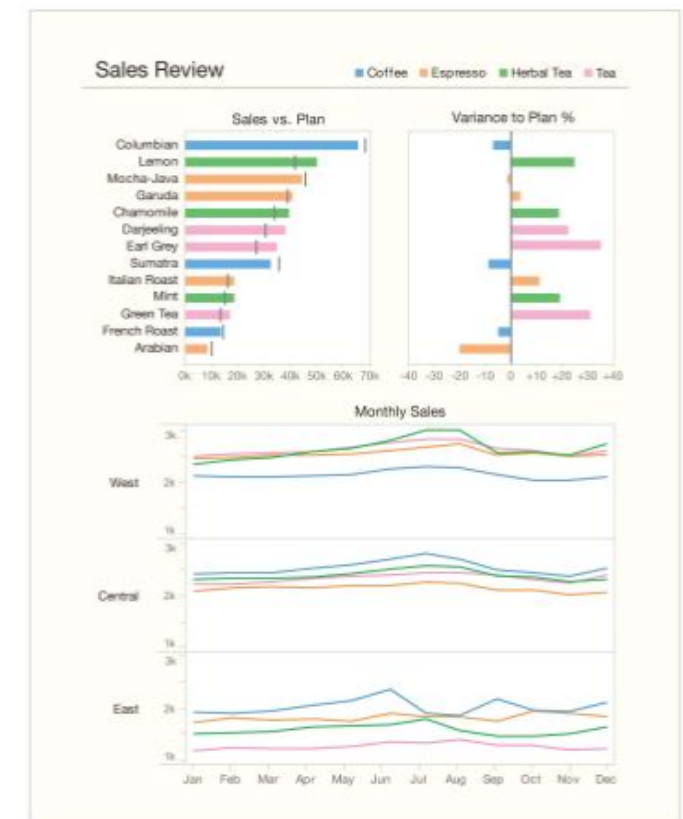 Sales Review
Coffee Espresso Herbal Tea Tea
Sales vs. Plan
Columbian
Lemon
Mocha-Java
Garuda
Chamomile
Darjeeling
Earl Grey
Sumatra
Italian Roast
Mint
Green Tea
French Roast
Arabian
0k 10k 20k 30k 40k 50k 60k 70k
Variance to Plan %
-40 -30 -20 -10 0 +10 +20 +30 +40
Monthly Sales
West
3k
2k
1k
Central
3k
2k
1k
East
3k
2k
1k
Jan Feb Mar Apr May Jun Jul Aug Sep Oct Nov Dec